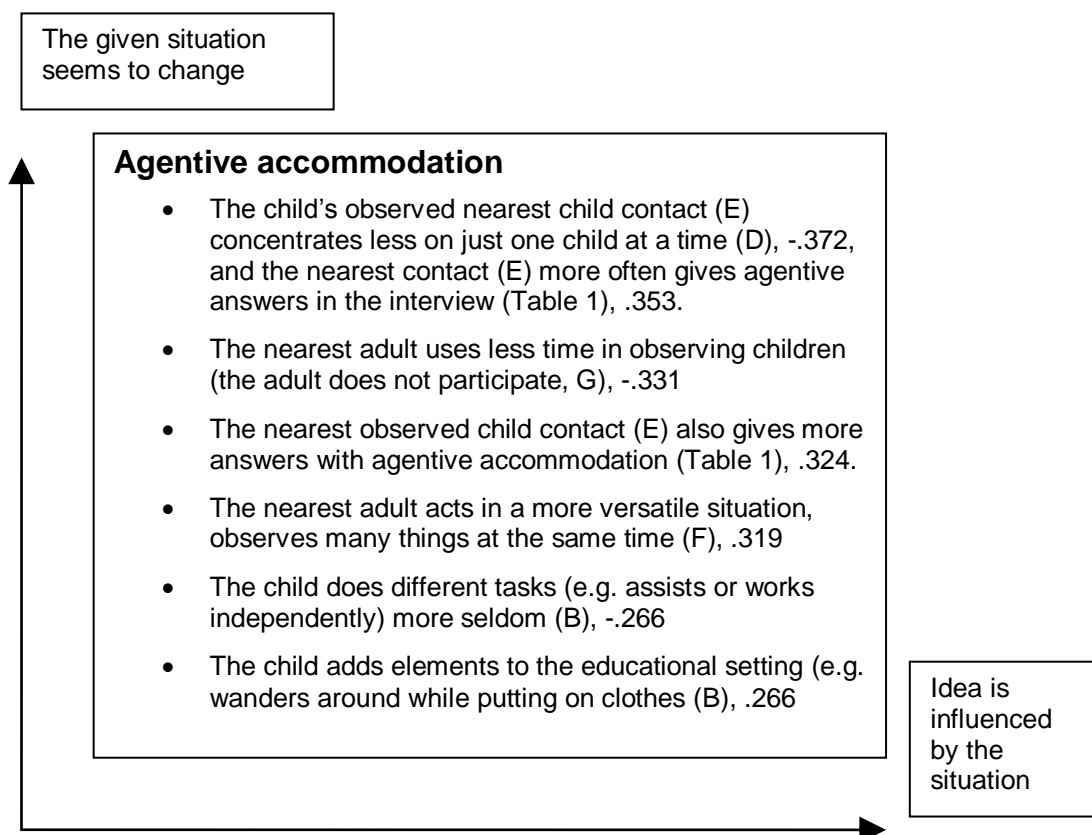 The given situation
seems to change
Agentive accommodation
• The child’s observed nearest child contact (E)
concentrates less on just one child at a time (D), -.372,
and the nearest contact (E) more often gives agentive
answers in the interview (Table 1), .353.
• The nearest adult uses less time in observing children
(the adult does not participate, G), -.331
• The nearest observed child contact (E) also gives more
answers with agentive accommodation (Table 1), .324.
• The nearest adult acts in a more versatile situation,
observes many things at the same time (F), .319
• The child does different tasks (e.g. assists or works
independently) more seldom (B), -.266
• The child adds elements to the educational setting (e.g.
wanders around while putting on clothes (B), .266
Idea is
influenced
by the
situation